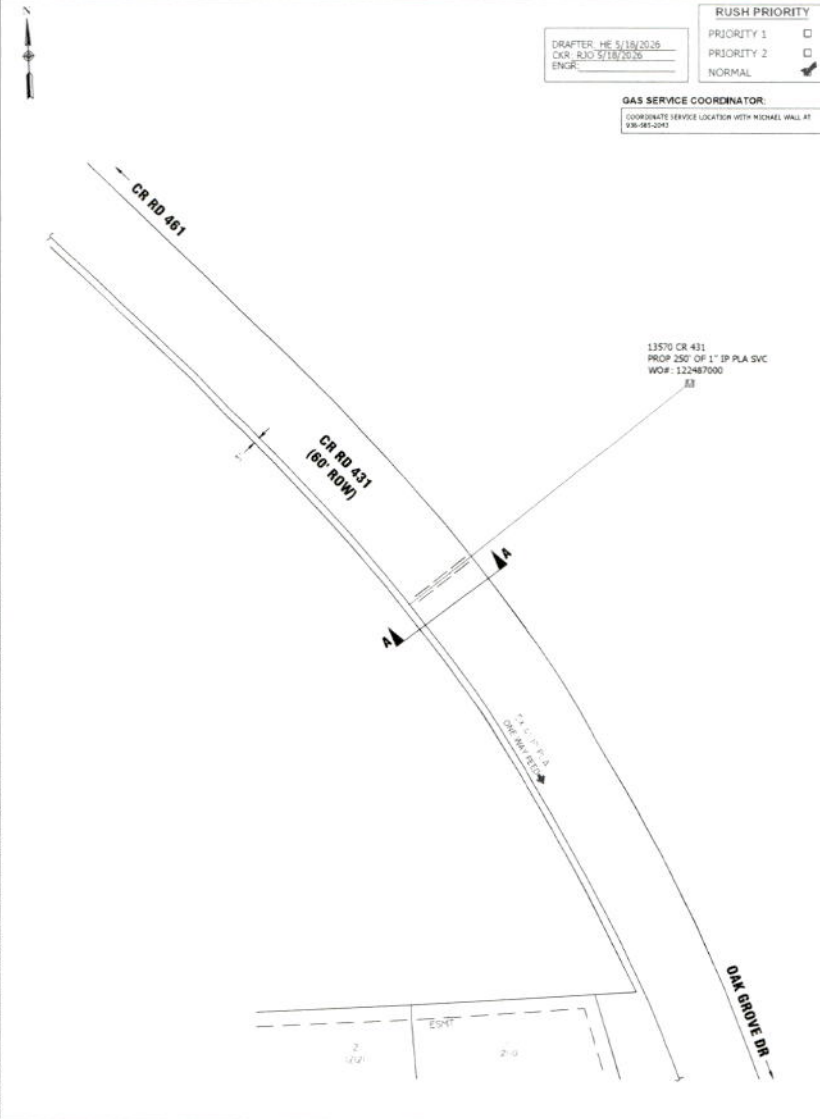 N
RUSH PRIORITY
PRIORITY 1
PRIORITY 2
NORMAL
DRAFTER: HE 5/18/2026
CKR: RJO 5/18/2026
ENGR:
GAS SERVICE COORDINATOR:
COORDINATE SERVICE LOCATION WITH MICHAEL WALL AT
CR RD 461
13570 CR 431
PROP 250' OF 1" IP PLA SVC
WO#: 122487000
CR RD 431
(60' ROW)
A
A
ONE WAY FEED
OAK GROVE DR
ESMT
2